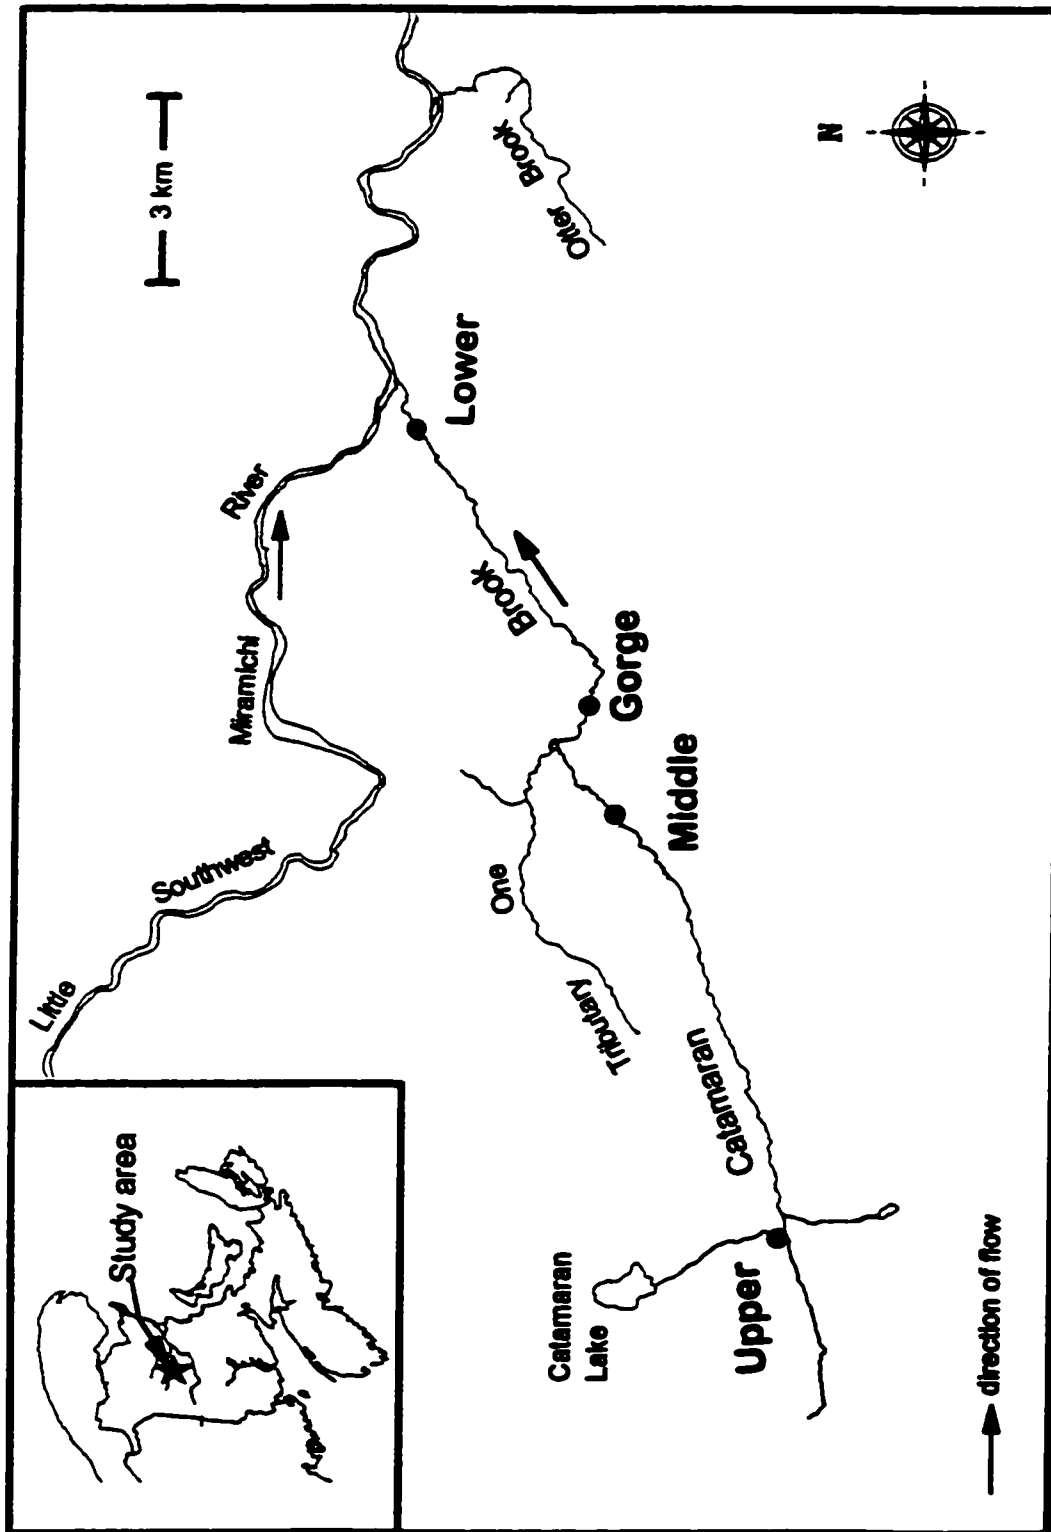 Study area
Little
Southwest
Miramichi
River
3 km
N
Otter
Brook
Lower
Brook
Gorge
Middle
One
Tributary
Catamaran
Catamaran
Lake
Upper
direction of flow